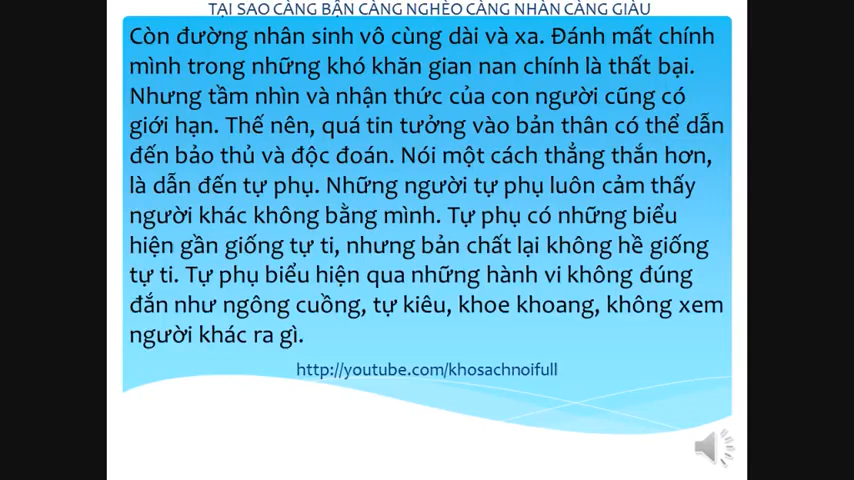 TẠI SAO CÀNG BẬN CÀNG NGHÈO CÀNG NHÀN CÀNG GIÀU
Còn đường nhân sinh vô cùng dài và xa. Đánh mất chính
mình trong những khó khăn gian nan chính là thất bại.
Nhưng tầm nhìn và nhận thức của con người cũng có
giới hạn. Thế nên, quá tin tưởng vào bản thân có thể dẫn
đến bảo thủ và độc đoán. Nói một cách thẳng thắn hơn,
là dẫn đến tự phụ. Những người tự phụ luôn cảm thấy
người khác không bằng mình. Tự phụ có những biểu
hiện gần giống tự ti, nhưng bản chất lại không hề giống
tự ti. Tự phụ biểu hiện qua những hành vi không đúng
đắn như ngông cuồng, tự kiêu, khoe khoang, không xem
người khác ra gì.
http://youtube.com/khosachnoifull